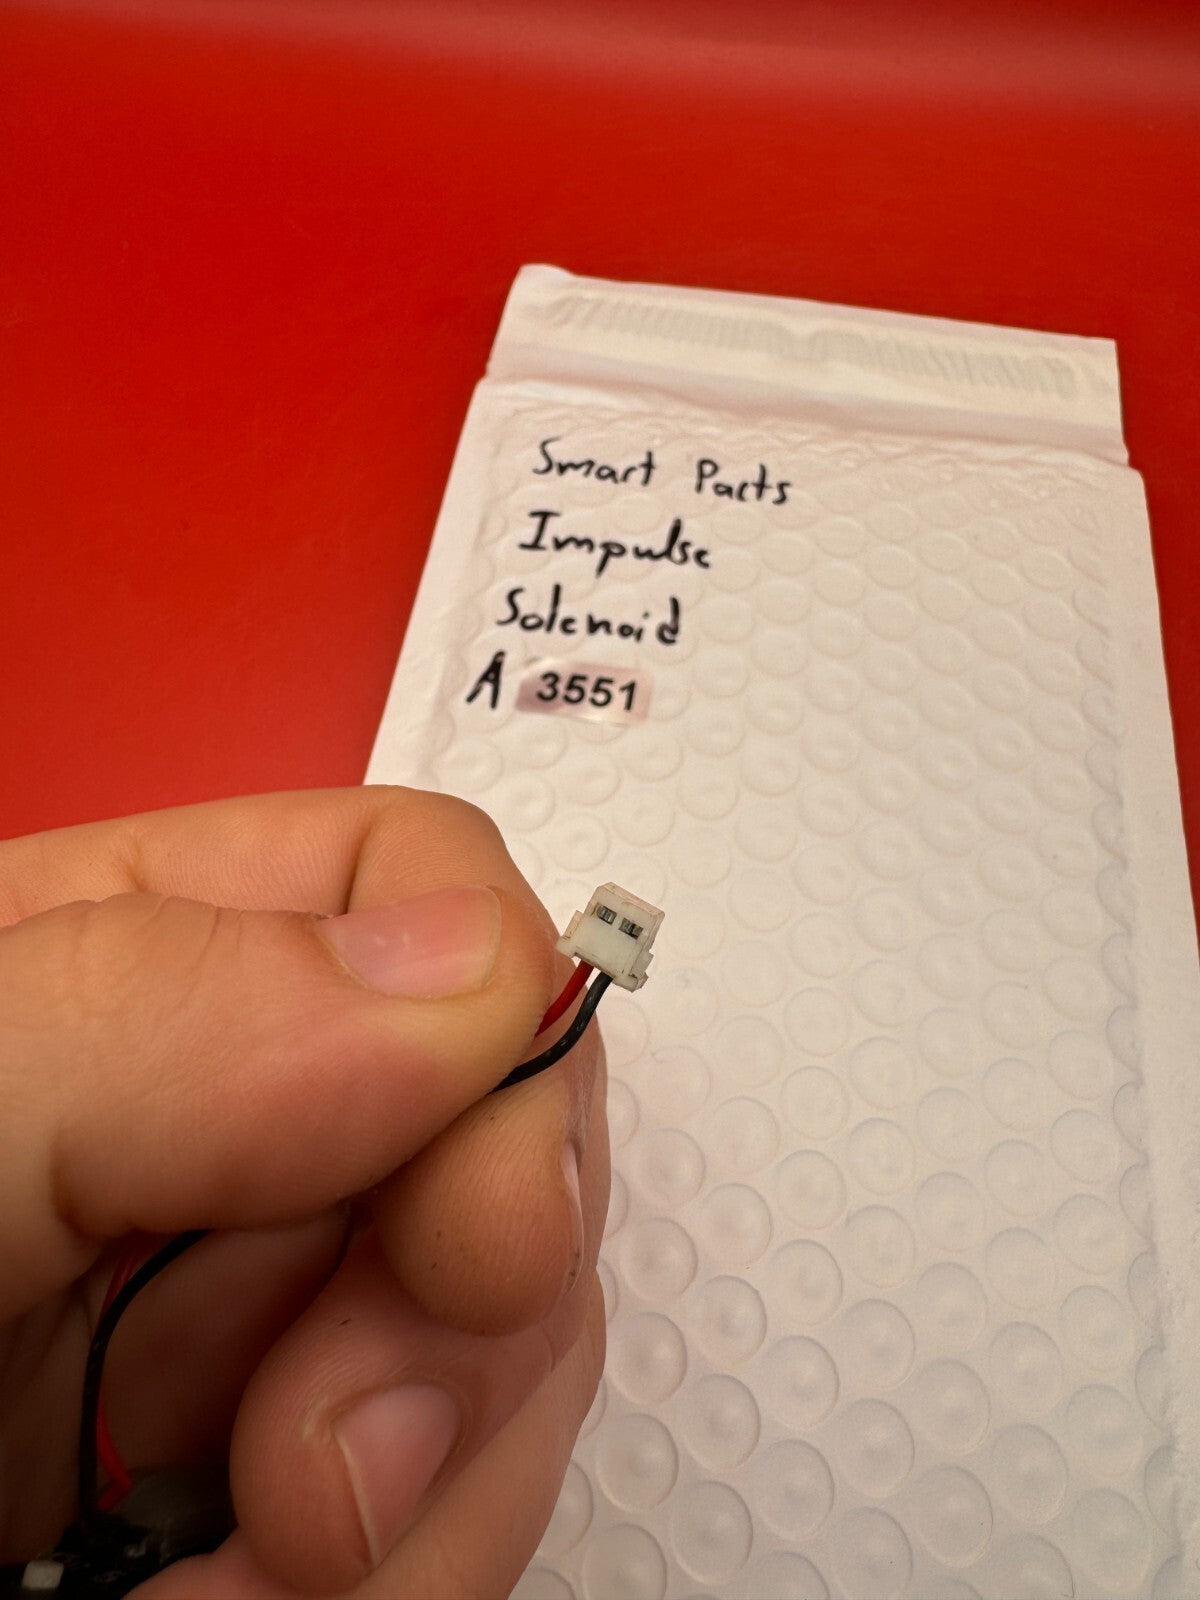 Smart Parts
Impulse
Solenoid
A 3551